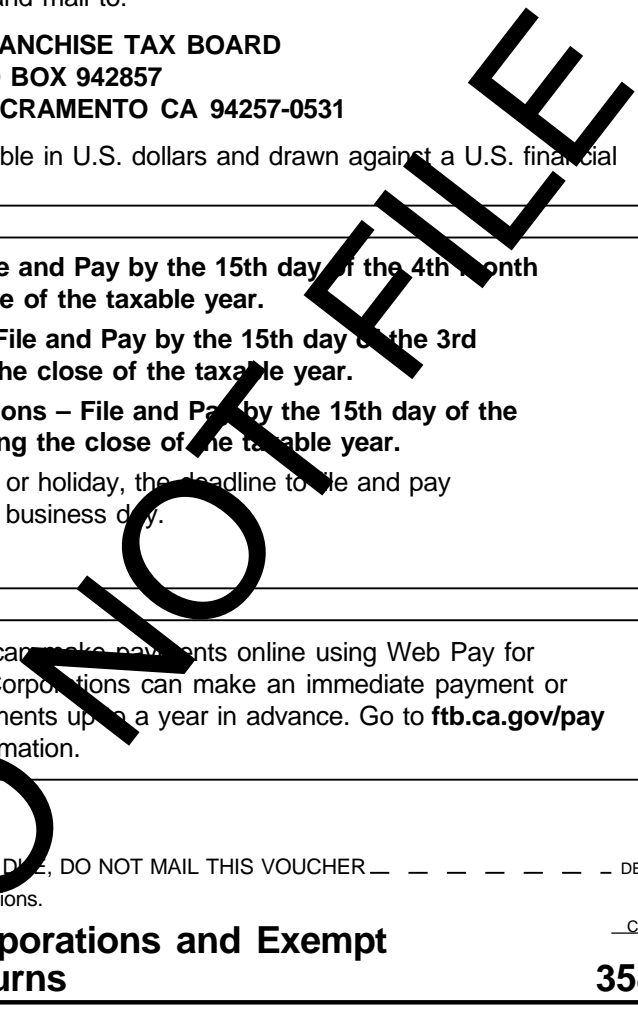 and mail to:
ANCHISE TAX BOARD
BOX 942857
CRAMENTO CA 94257-0531
ble in U.S. dollars and drawn against a U.S. financial
e and Pay by the 15th day of the 4th month
e of the taxable year.
File and Pay by the 15th day of the 3rd
he close of the taxable year.
ons – File and Pay by the 15th day of the
ng the close of the taxable year.
or holiday, the deadline to file and pay
business day.
can make payments online using Web Pay for
Corporations can make an immediate payment or
ments up to a year in advance. Go to ftb.ca.gov/pay
mation.
DUE, DO NOT MAIL THIS VOUCHER — — — — — — DE
ions.
porations and Exempt
C
urns
35
O NOT FILE